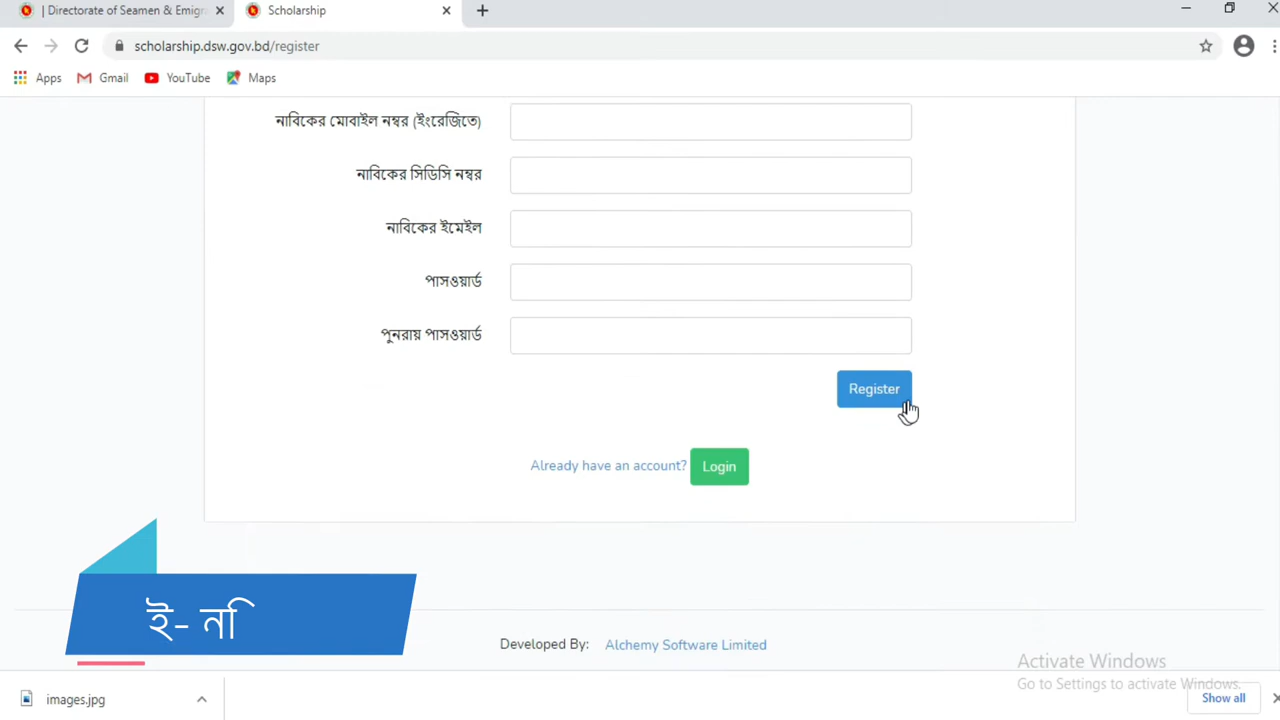 | Directorate of Seamen & Emigr
Scholarship
scholarship.dsw.gov.bd/register
Apps Gmail YouTube Maps
নাবিকের মোবাইল নম্বর (ইংরেজিতে)
নাবিকের সিডিসি নম্বর
নাবিকের ইমেইল
পাসওয়ার্ড
পুনরায় পাসওয়ার্ড
Register
Already have an account? Login
ই- নি
Developed By: Alchemy Software Limited
Activate Windows
Go to Settings to activate Windows.
images.jpg
Show all